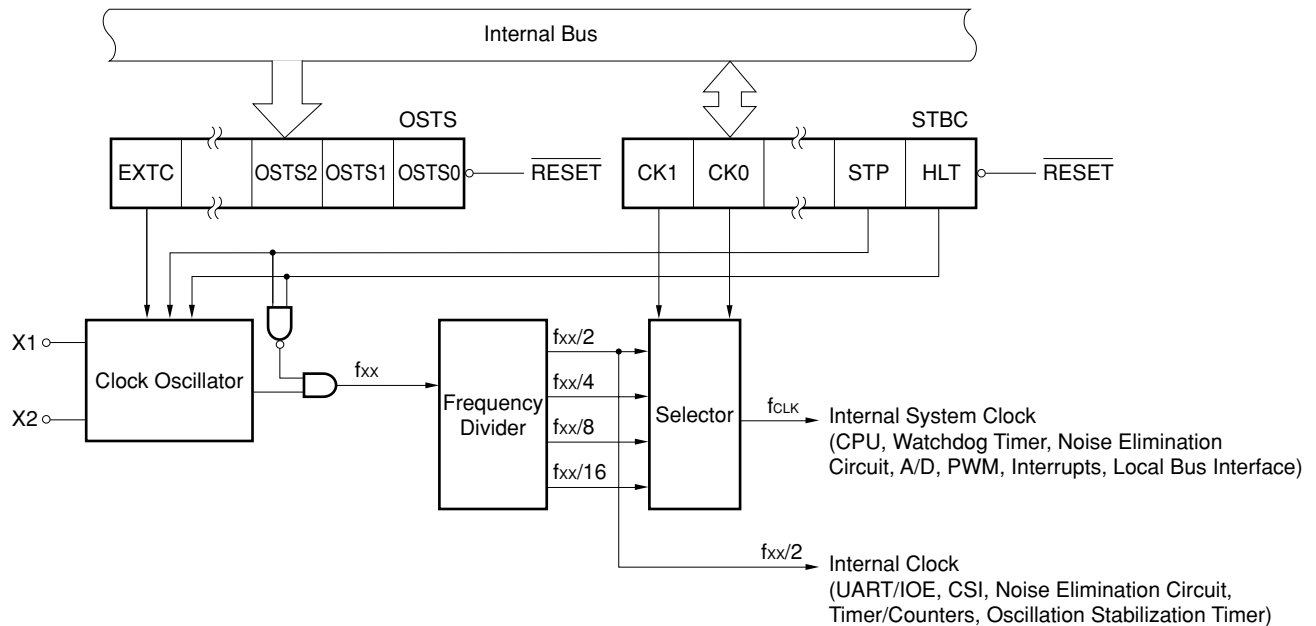 Internal Bus
OSTS
STBC
EXTC
OSTS2
OSTS1
OSTS0
RESET
CK1
CK0
STP
HLT
RESET
X1
X2
Clock Oscillator
fxx
Frequency
Divider
fxx/2
fxx/4
fxx/8
fxx/16
Selector
fCLK
Internal System Clock
(CPU, Watchdog Timer, Noise Elimination
Circuit, A/D, PWM, Interrupts, Local Bus Interface)
fxx/2
Internal Clock
(UART/IOE, CSI, Noise Elimination Circuit,
Timer/Counters, Oscillation Stabilization Timer)